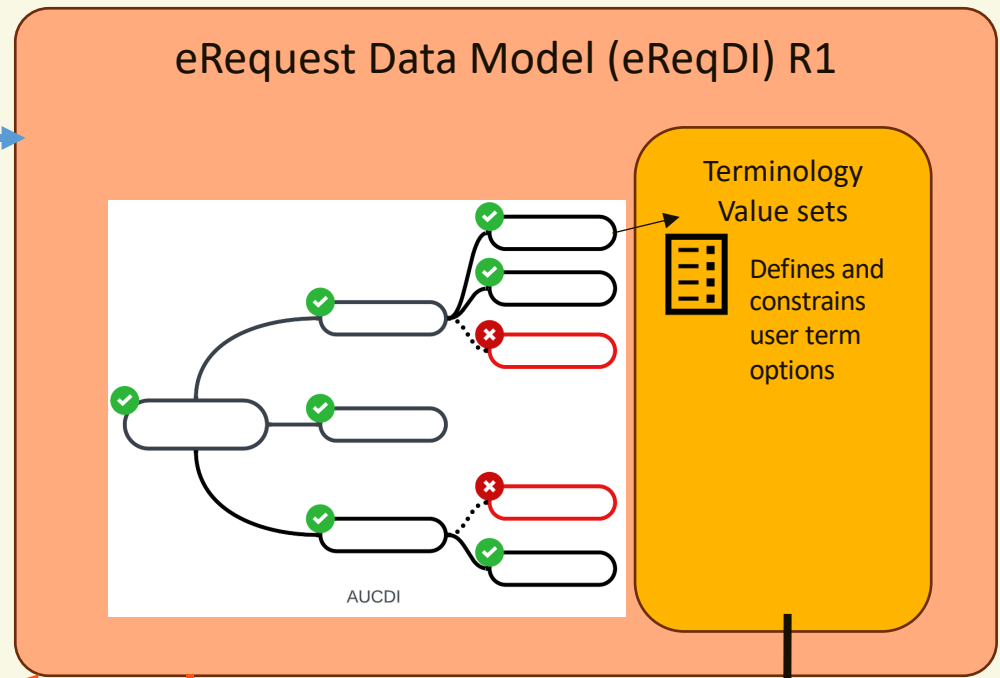 eRequest Data Model (eReqDI) R1
Terminology
Value sets
Defines and
constrains
user term
options
AUCDI